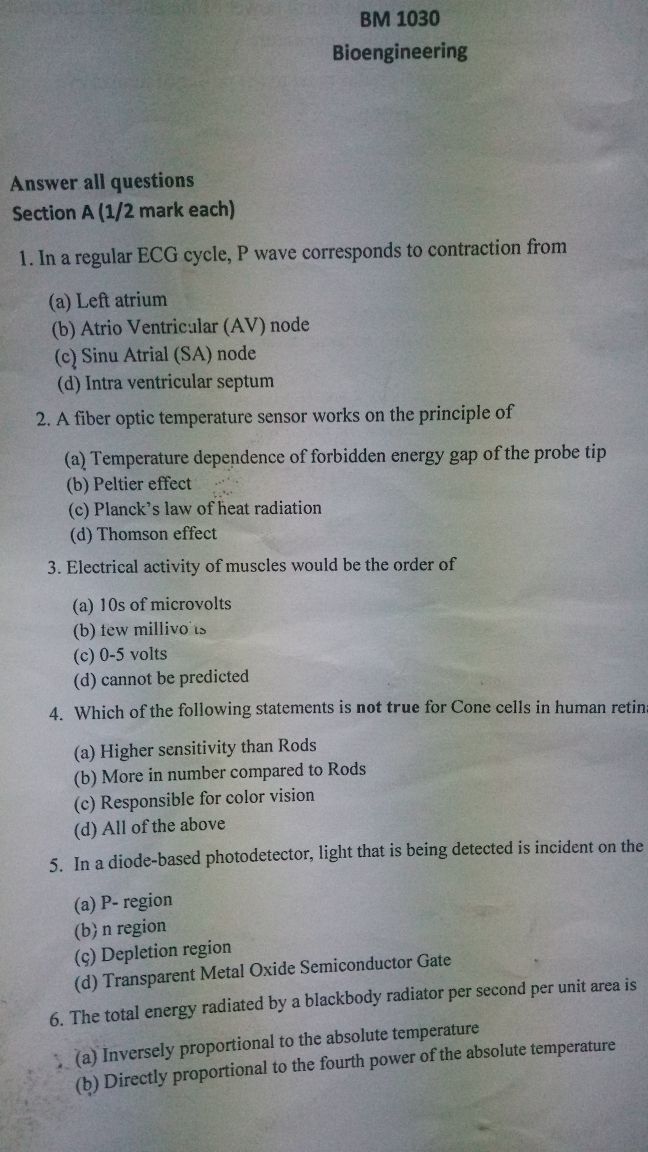 BM 1030
Bioengineering
Answer all questions
Section A (1/2 mark each)
1. In a regular ECG cycle, P wave corresponds to contraction from
(a) Left atrium
(b) Atrio Ventricular (AV) node
(c) Sinu Atrial (SA) node
(d) Intra ventricular septum
2. A fiber optic temperature sensor works on the principle of
(a) Temperature dependence of forbidden energy gap of the probe tip
(b) Peltier effect
(c) Planck's law of heat radiation
(d) Thomson effect
3. Electrical activity of muscles would be the order of
(a) 10s of microvolts
(b) few millivolts
(c) 0-5 volts
(d) cannot be predicted
4. Which of the following statements is not true for Cone cells in human retina
(a) Higher sensitivity than Rods
(b) More in number compared to Rods
(c) Responsible for color vision
(d) All of the above
5. In a diode-based photodetector, light that is being detected is incident on the
(a) P- region
(b) n region
(c) Depletion region
(d) Transparent Metal Oxide Semiconductor Gate
6. The total energy radiated by a blackbody radiator per second per unit area is
(a) Inversely proportional to the absolute temperature
(b) Directly proportional to the fourth power of the absolute temperature